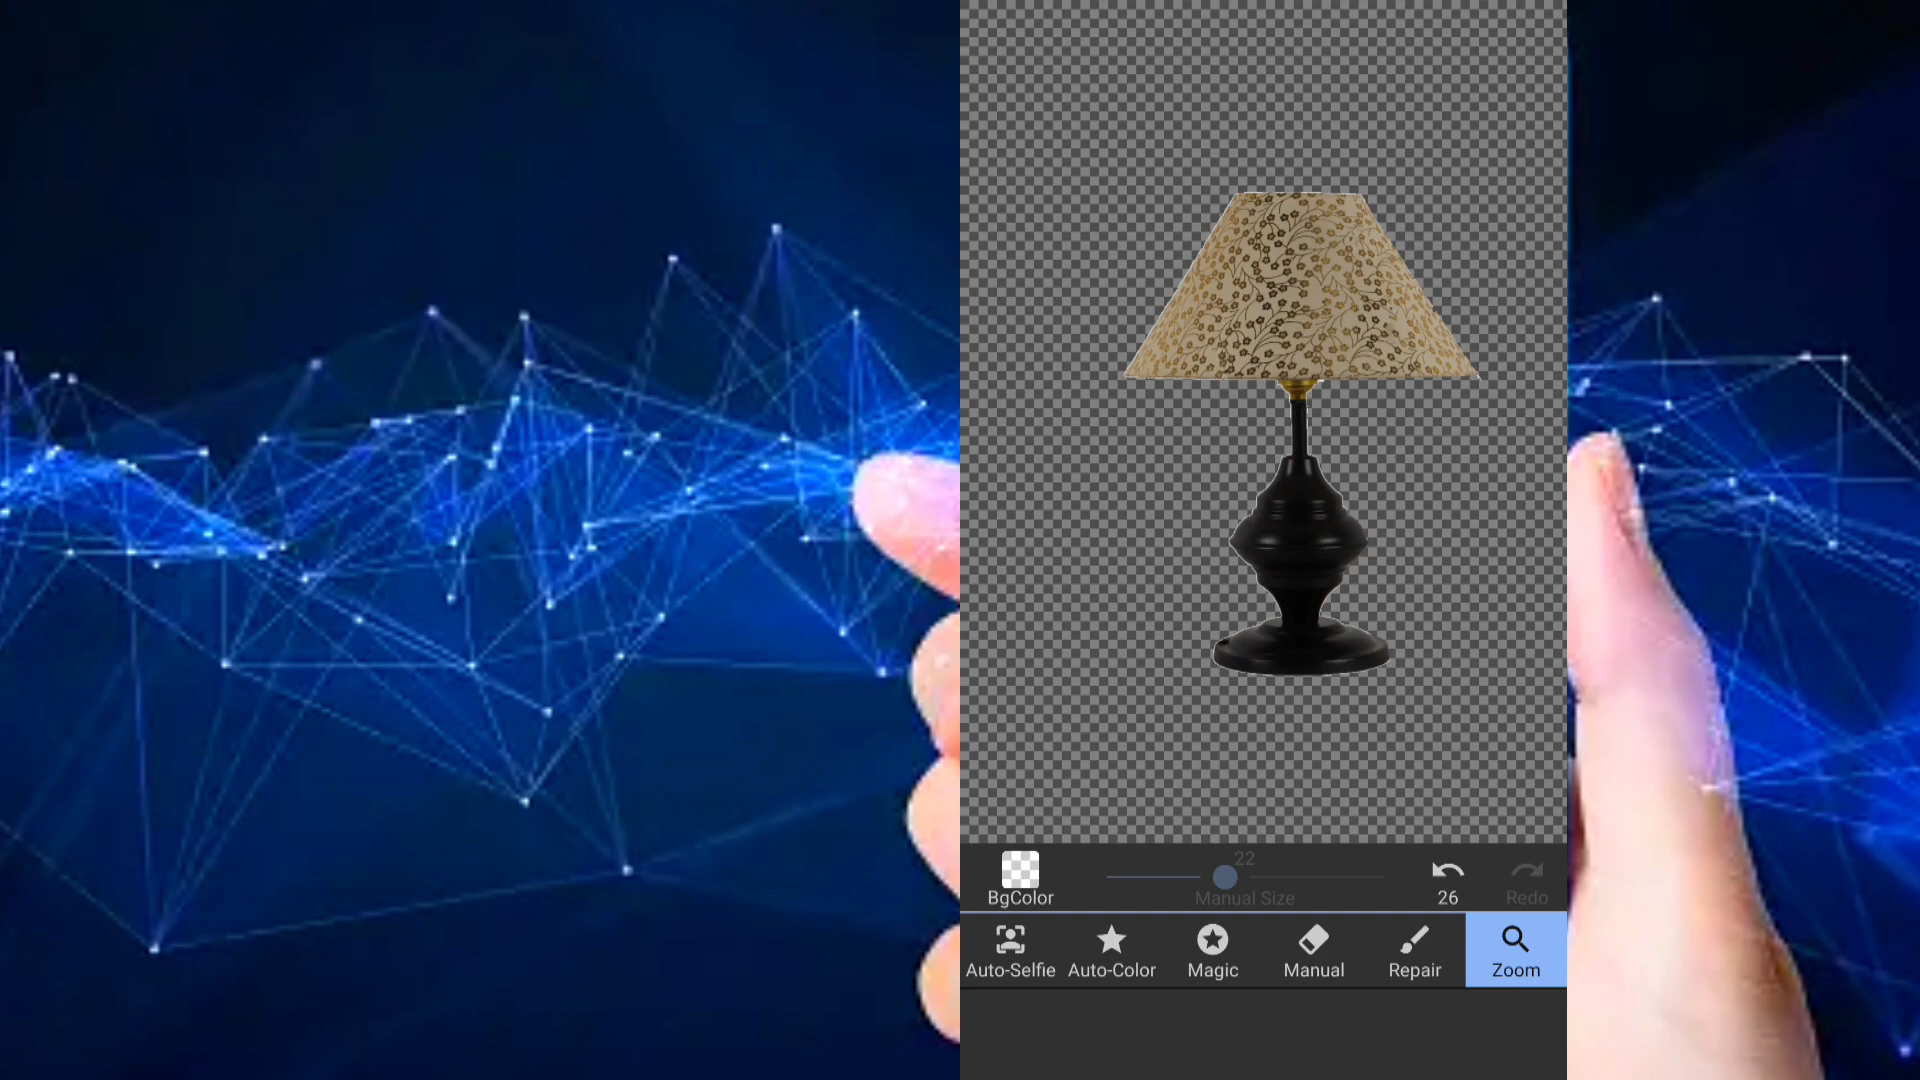 22
BgColor
Manual Size
26
Redo
Auto-Selfie
Auto-Color
Magic
Manual
Repair
Zoom